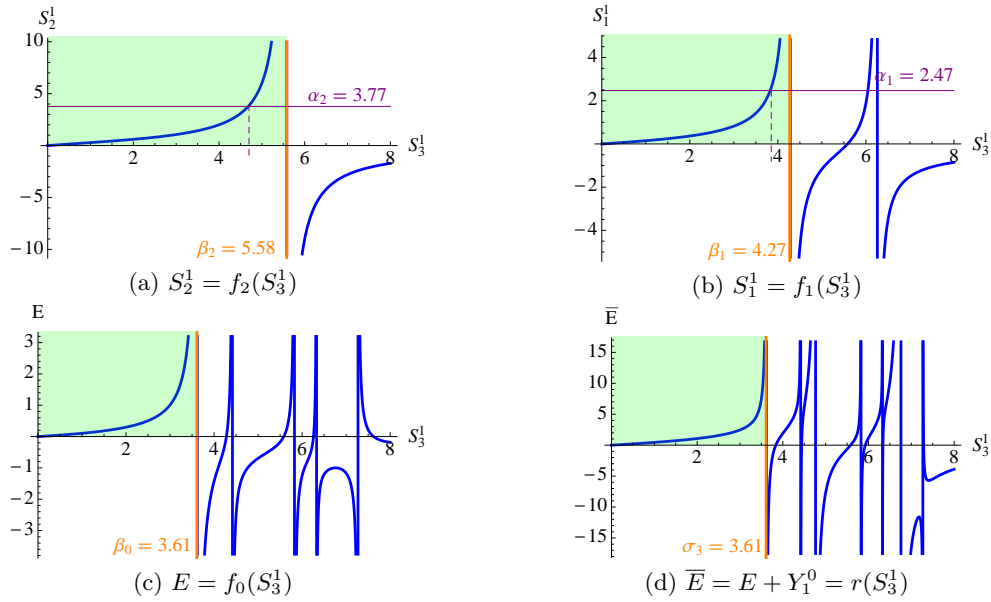 S_2^1
10
5
−5
−10
2
4
6
8
S_3^1
α_2 = 3.77
β_2 = 5.58
(a) S_2^1 = f_2(S_3^1)
S_1^1
4
2
−2
−4
2
4
6
8
S_3^1
α_1 = 2.47
β_1 = 4.27
(b) S_1^1 = f_1(S_3^1)
E
3
2
1
−1
−2
−3
2
4
6
8
S_3^1
β_0 = 3.61
(c) E = f_0(S_3^1)
E̅
15
10
5
−5
−10
−15
2
4
6
8
S_3^1
σ_3 = 3.61
(d) E̅ = E + Y_1^0 = r(S_3^1)